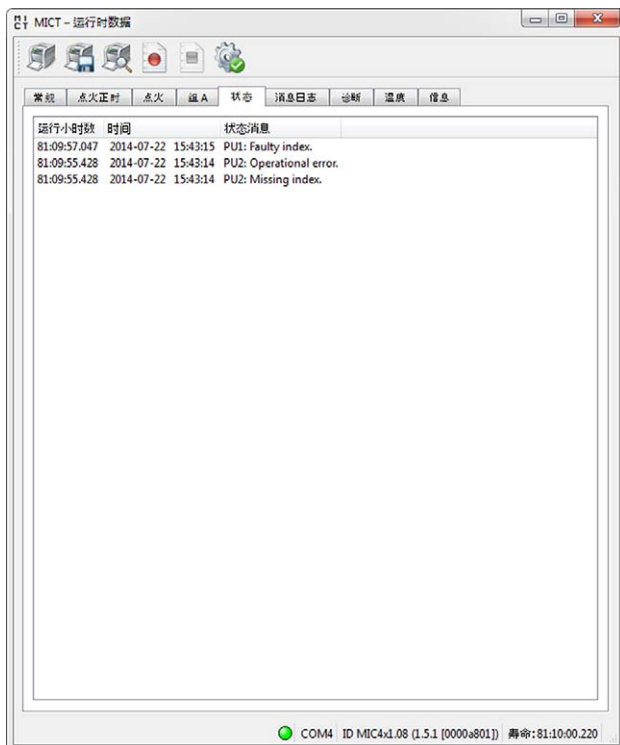 MICT – 运行时数据
常规 点火正时 点火 组 A 状态 消息日志 诊断 温度 信息
运行小时数 时间 状态消息
81:09:57.047 2014-07-22 15:43:15 PU1: Faulty index.
81:09:55.428 2014-07-22 15:43:14 PU2: Operational error.
81:09:55.428 2014-07-22 15:43:14 PU2: Missing index.
COM4 ID MIC4x1.08 (1.5.1 [0000a801]) 寿命:81:10:00.220